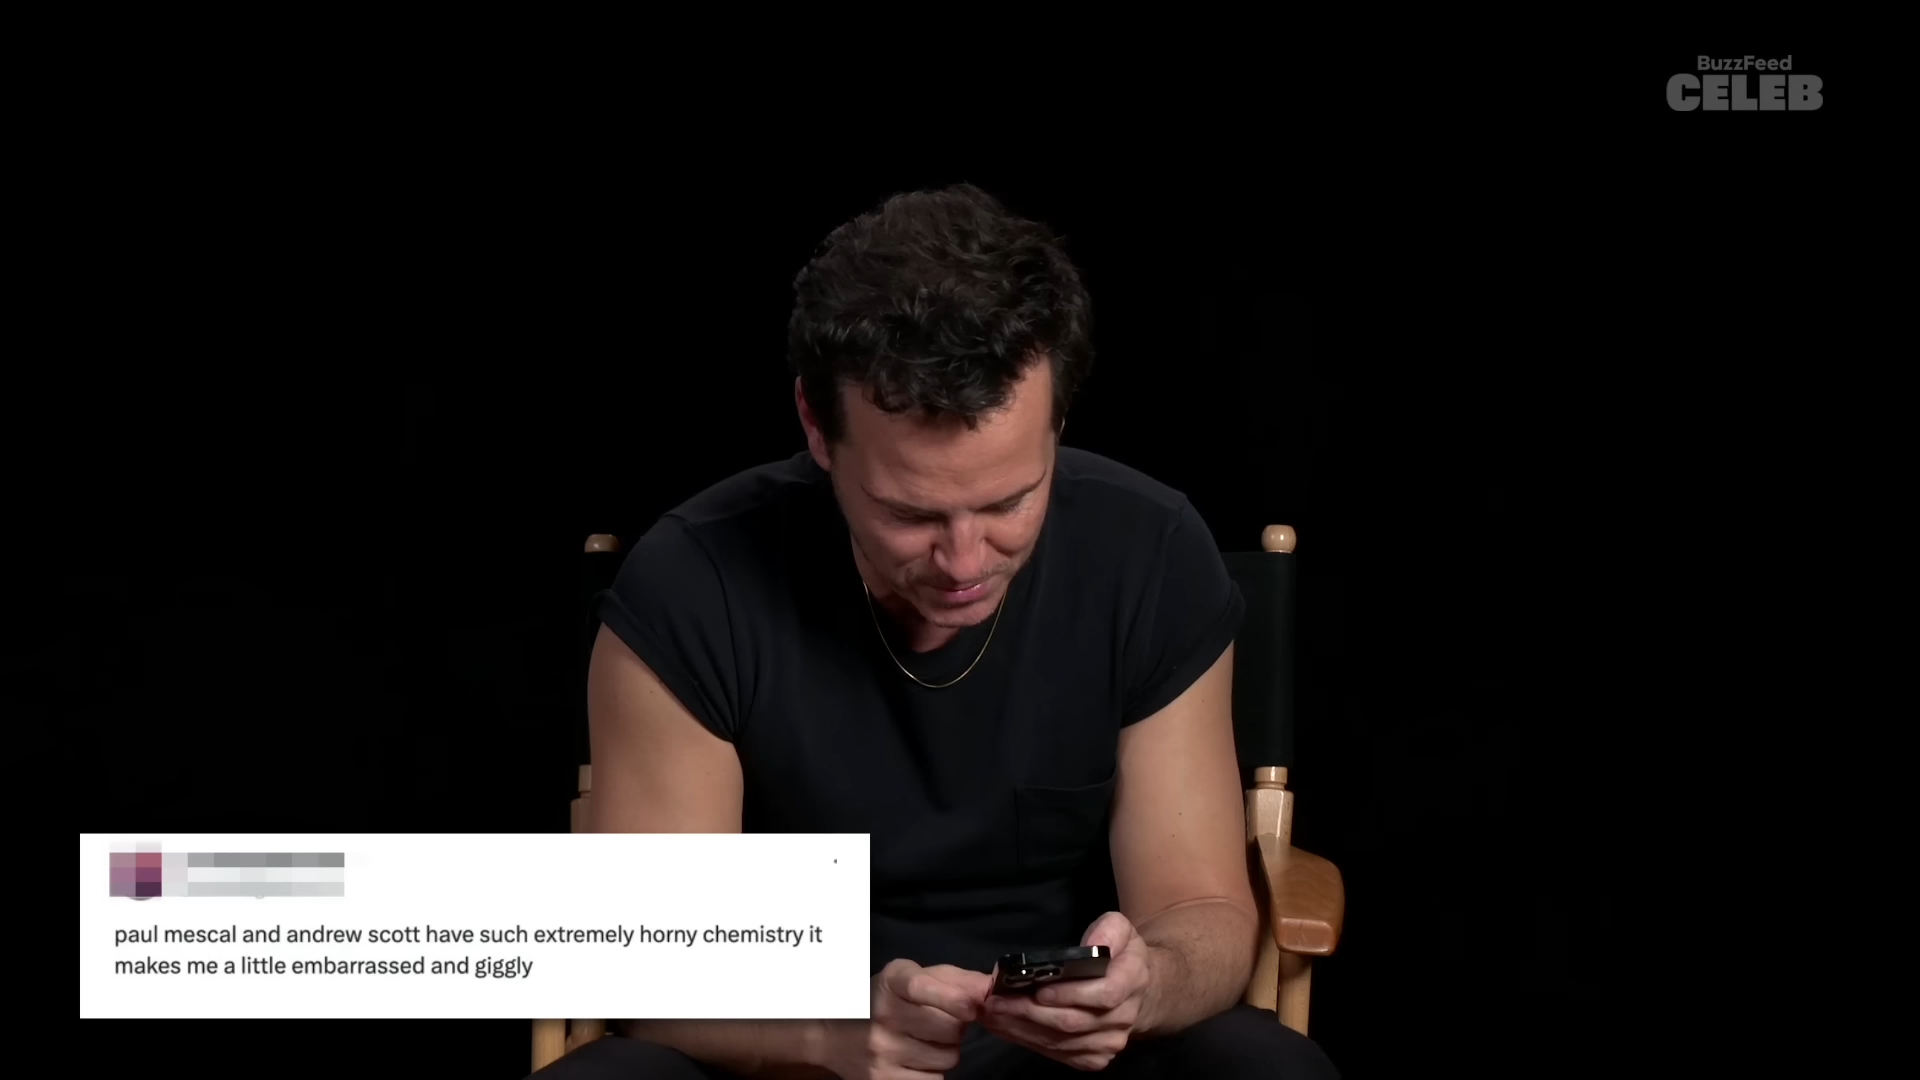 BuzzFeed
CELEB
paul mescal and andrew scott have such extremely horny chemistry it
makes me a little embarrassed and giggly